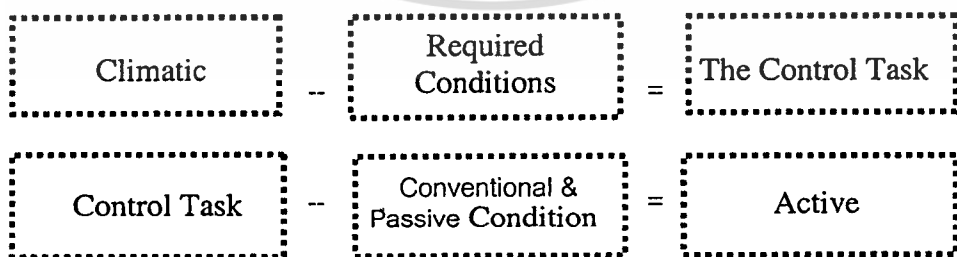 Climatic -- Required Conditions = The Control Task
Control Task -- Conventional & Passive Condition = Active